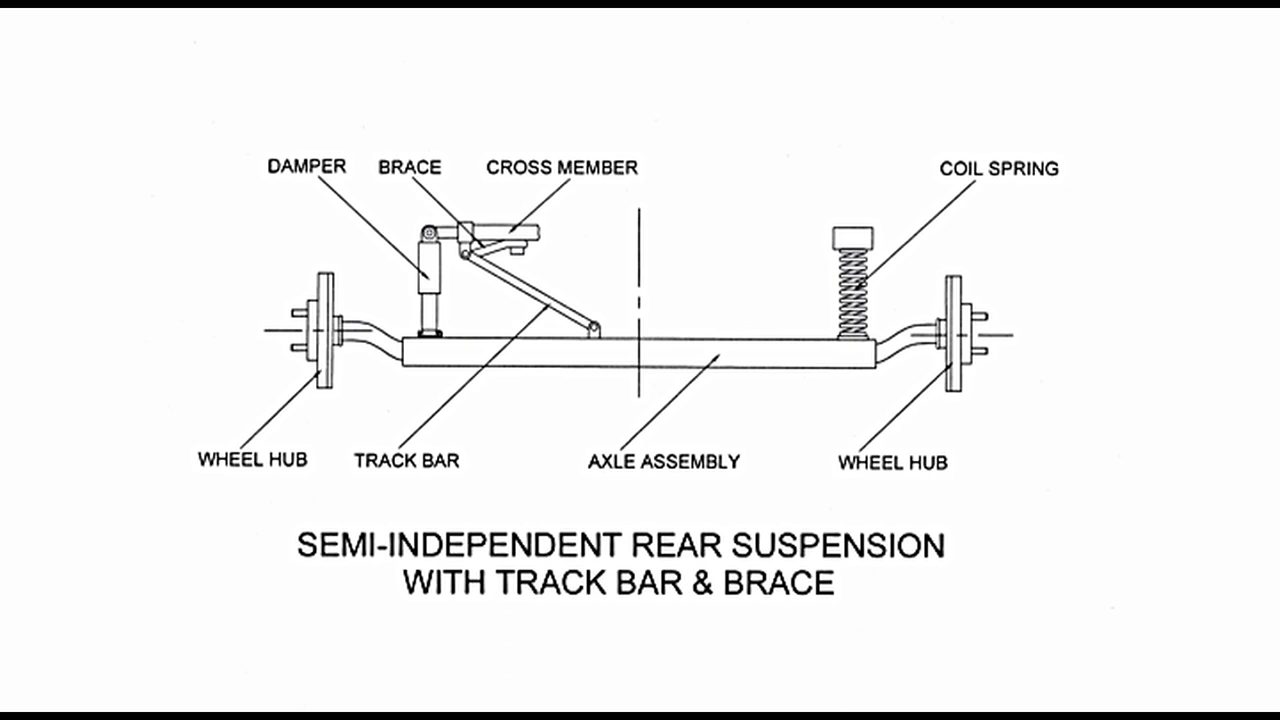 DAMPER
BRACE
CROSS MEMBER
COIL SPRING
WHEEL HUB
TRACK BAR
AXLE ASSEMBLY
WHEEL HUB
SEMI-INDEPENDENT REAR SUSPENSION
WITH TRACK BAR & BRACE